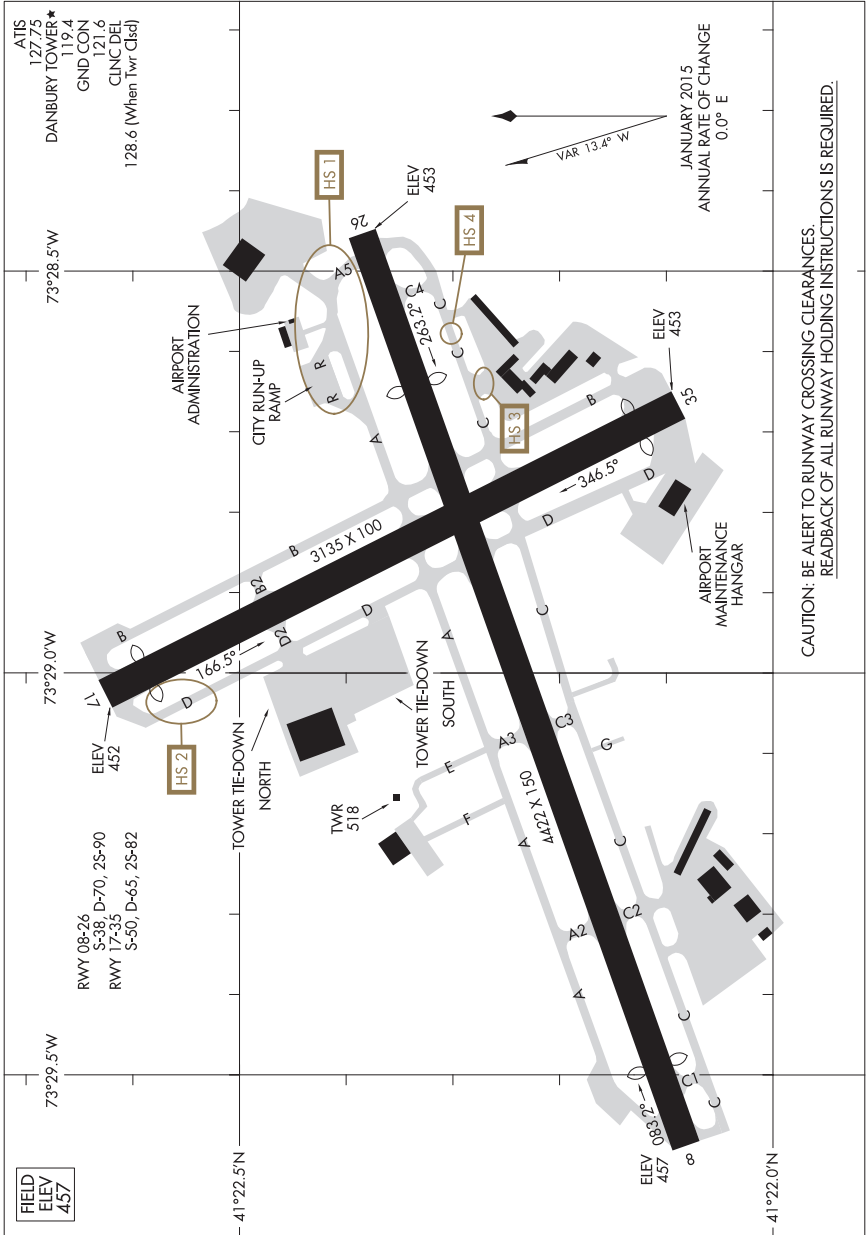 FIELD
ELEV
457
ATIS
127.75
DANBURY TOWER★
119.4
GND CON
121.6
CLNC DEL
128.6 (When Twr Clsd)
73°29.5'W
73°29.0'W
73°28.5'W
41°22.5'N
41°22.0'N
RWY 08-26
S-38, D-70, 2S-90
RWY 17-35
S-50, D-65, 2S-82
ELEV
452
17
HS 2
D
B
166.5°
B2
D2
B
D
3135 X 100
TOWER TIE-DOWN
NORTH
TOWER TIE-DOWN
SOUTH
TWR
518
E
F
A
A3
A
A2
A
AIRPORT
ADMINISTRATION
CITY RUN-UP
RAMP
R
R
A
HS 1
A5
26
ELEV
453
C4
C
263.2°
HS 4
C
HS 3
C
B
ELEV
453
35
346.5°
D
D
AIRPORT
MAINTENANCE
HANGAR
C
C3
G
4422 X 150
C
C2
C
C1
C
083.2°
ELEV
457
8
VAR 13.4° W
JANUARY 2015
ANNUAL RATE OF CHANGE
0.0° E
CAUTION: BE ALERT TO RUNWAY CROSSING CLEARANCES.
READBACK OF ALL RUNWAY HOLDING INSTRUCTIONS IS REQUIRED.